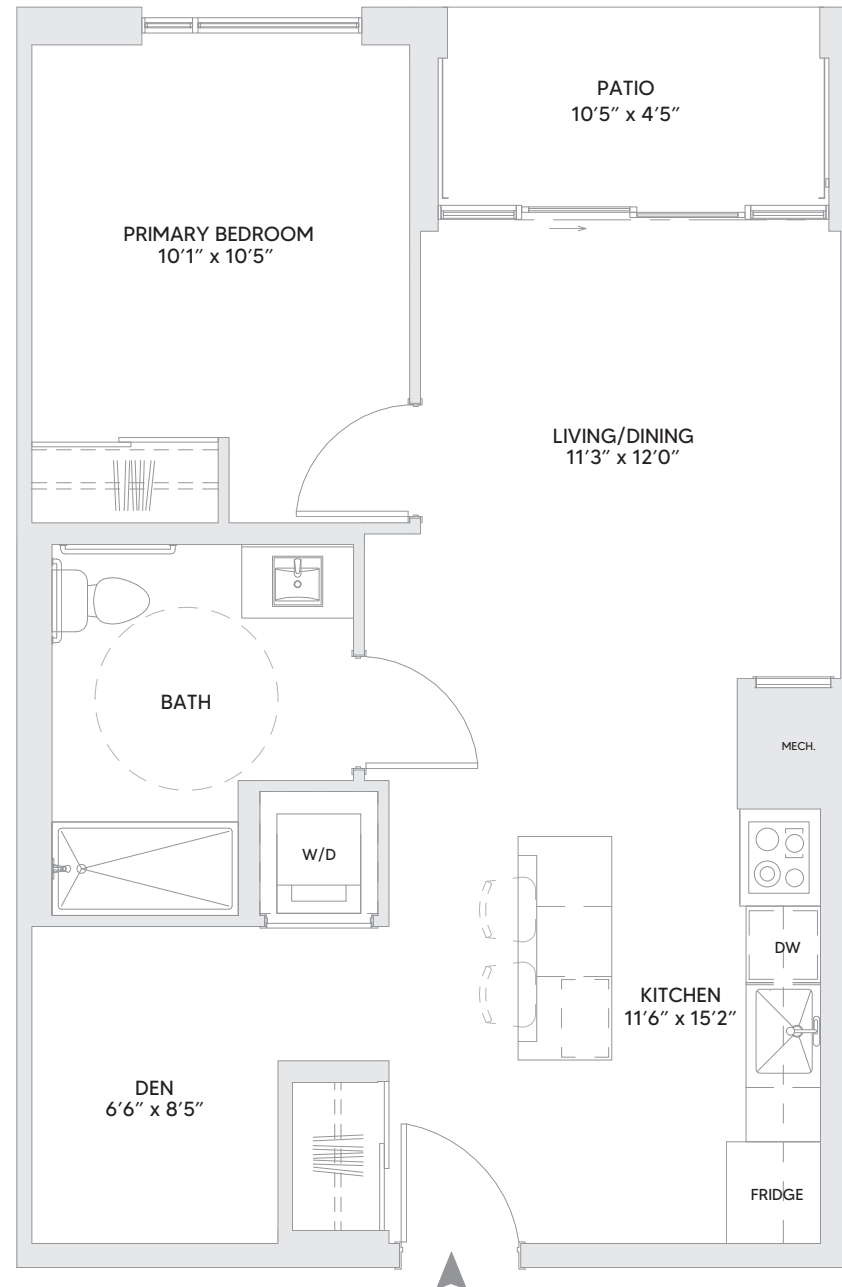 PATIO
10′5″ x 4′5″
PRIMARY BEDROOM
10′1″ x 10′5″
LIVING/DINING
11′3″ x 12′0″
BATH
MECH.
W/D
DW
KITCHEN
11′6″ x 15′2″
DEN
6′6″ x 8′5″
FRIDGE